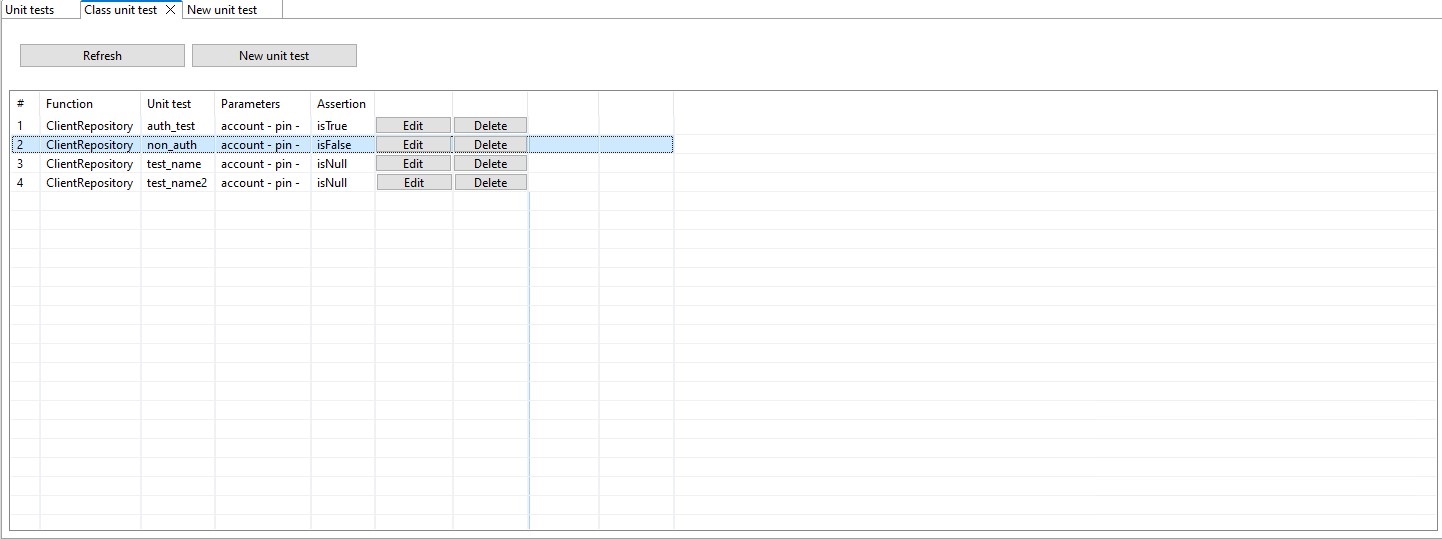 Unit tests Class unit test New unit test
Refresh New unit test
# Function Unit test Parameters Assertion
1 ClientRepository auth_test account - pin - isTrue Edit Delete
2 ClientRepository non_auth account - pin - isFalse Edit Delete
3 ClientRepository test_name account - pin - isNull Edit Delete
4 ClientRepository test_name2 account - pin - isNull Edit Delete